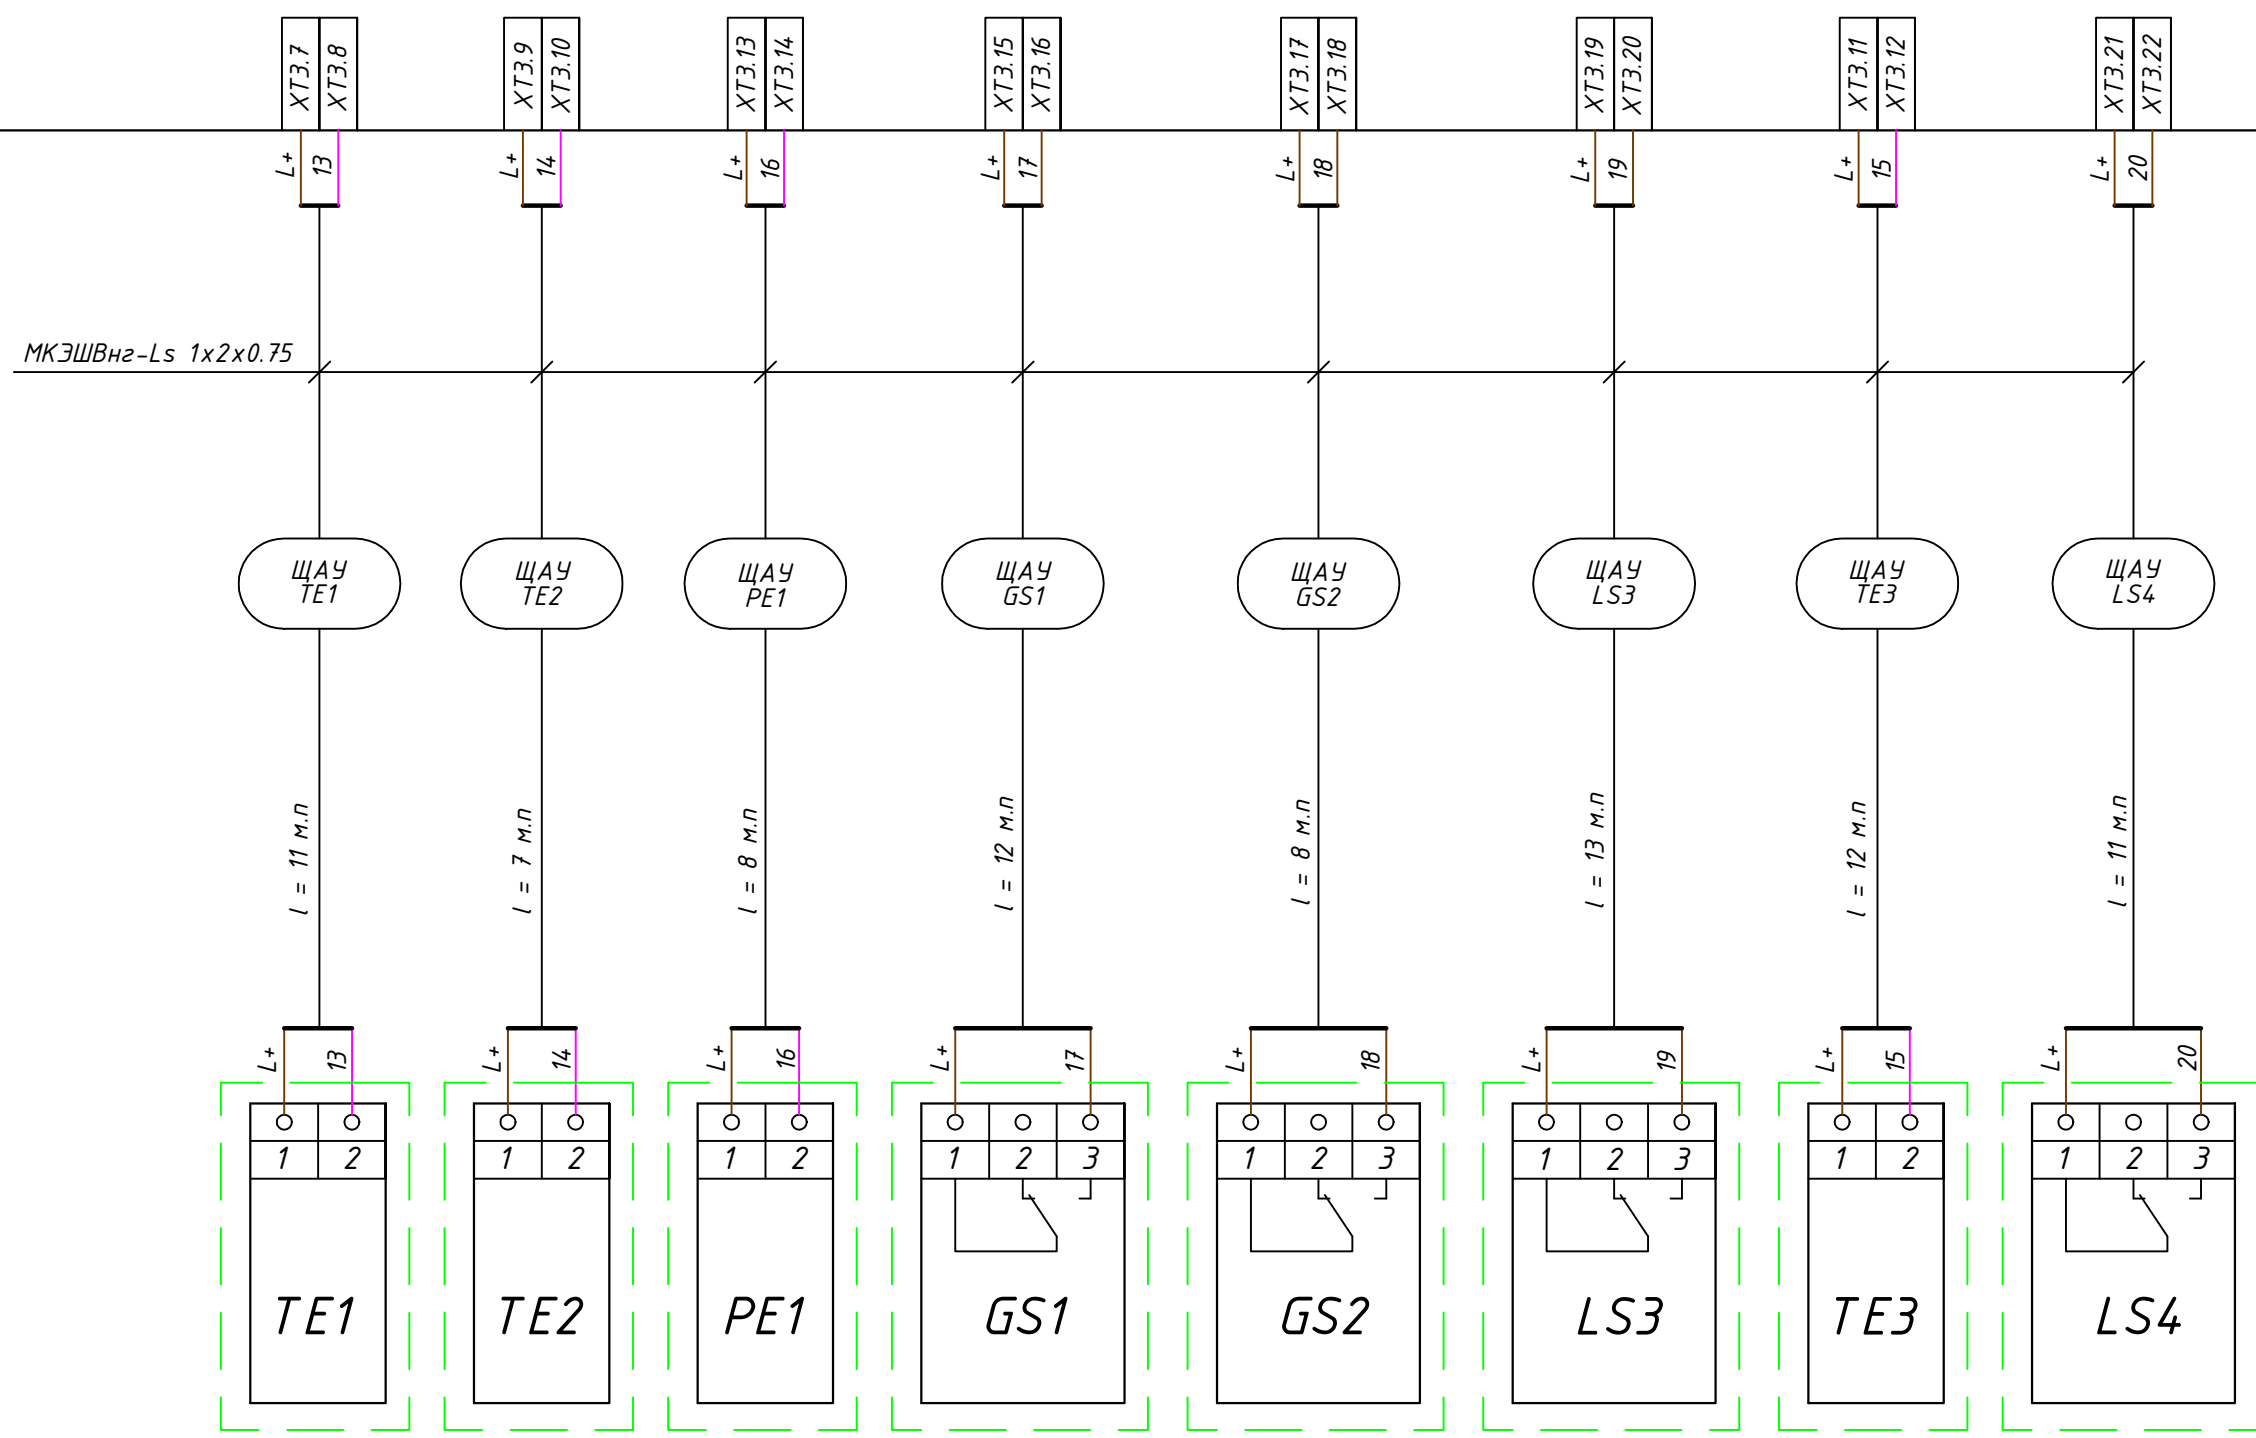 XT3.7
XT3.8
XT3.9
XT3.10
XT3.13
XT3.14
XT3.15
XT3.16
XT3.17
XT3.18
XT3.19
XT3.20
XT3.11
XT3.12
XT3.21
XT3.22
L+
13
L+
14
L+
16
L+
17
L+
18
L+
19
L+
15
L+
20
МКЭШВнг-Ls 1x2x0.75
ЩАУ
TE1
ЩАУ
TE2
ЩАУ
PE1
ЩАУ
GS1
ЩАУ
GS2
ЩАУ
LS3
ЩАУ
TE3
ЩАУ
LS4
l = 11 м.п
l = 7 м.п
l = 8 м.п
l = 12 м.п
l = 8 м.п
l = 13 м.п
l = 12 м.п
l = 11 м.п
L+
13
L+
14
L+
16
L+
17
L+
18
L+
19
L+
15
L+
20
1 2
1 2
1 2
1 2 3
1 2 3
1 2 3
1 2
1 2 3
TE1
TE2
PE1
GS1
GS2
LS3
TE3
LS4